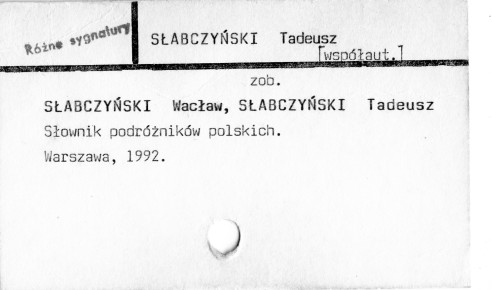 Różne sygnatury
SŁABCZYŃSKI Tadeusz
[współaut.]
zob.
SŁABCZYŃSKI Wacław, SŁABCZYŃSKI Tadeusz
Słownik podróżników polskich.
Warszawa, 1992.